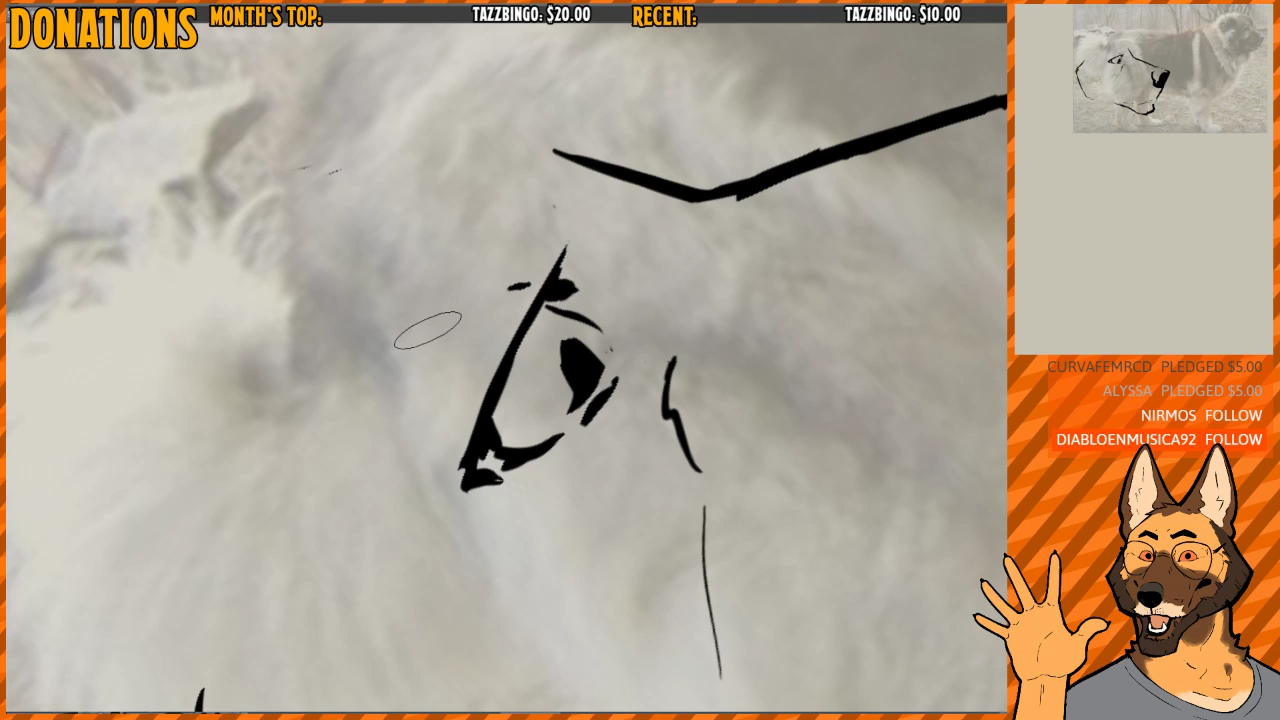 DONATIONS
MONTH'S TOP:
TAZZBINGO: $20.00
RECENT:
TAZZBINGO: $10.00
CURVAFEMRCD PLEDGED $5.00
ALYSSA PLEDGED $5.00
NIRMOS FOLLOW
DIABLOENMUSICA92 FOLLOW